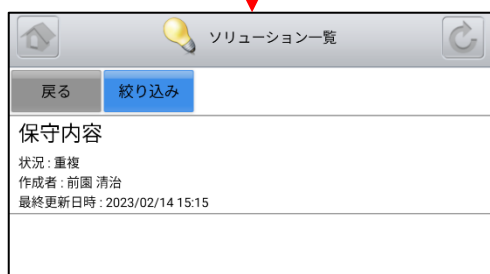 ソリューション一覧
戻る 絞り込み
保守内容
状況 : 重複
作成者 : 前園 清治
最終更新日時 : 2023/02/14 15:15